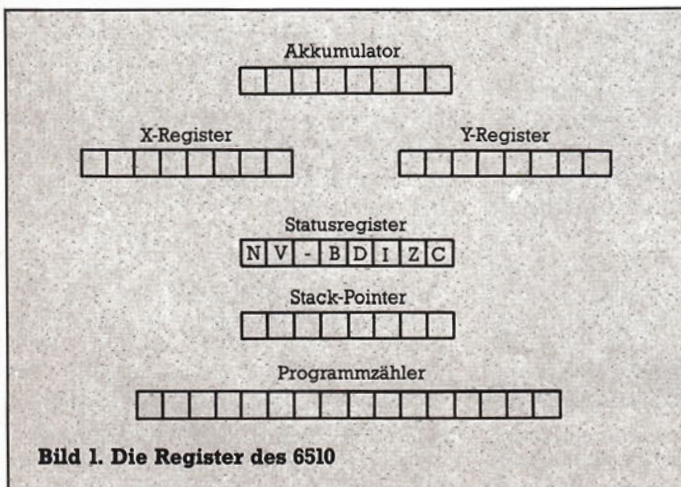 Akkumulator
X-Register
Y-Register
Statusregister
N V - B D I Z C
Stack-Pointer
Programmzähler
Bild 1. Die Register des 6510